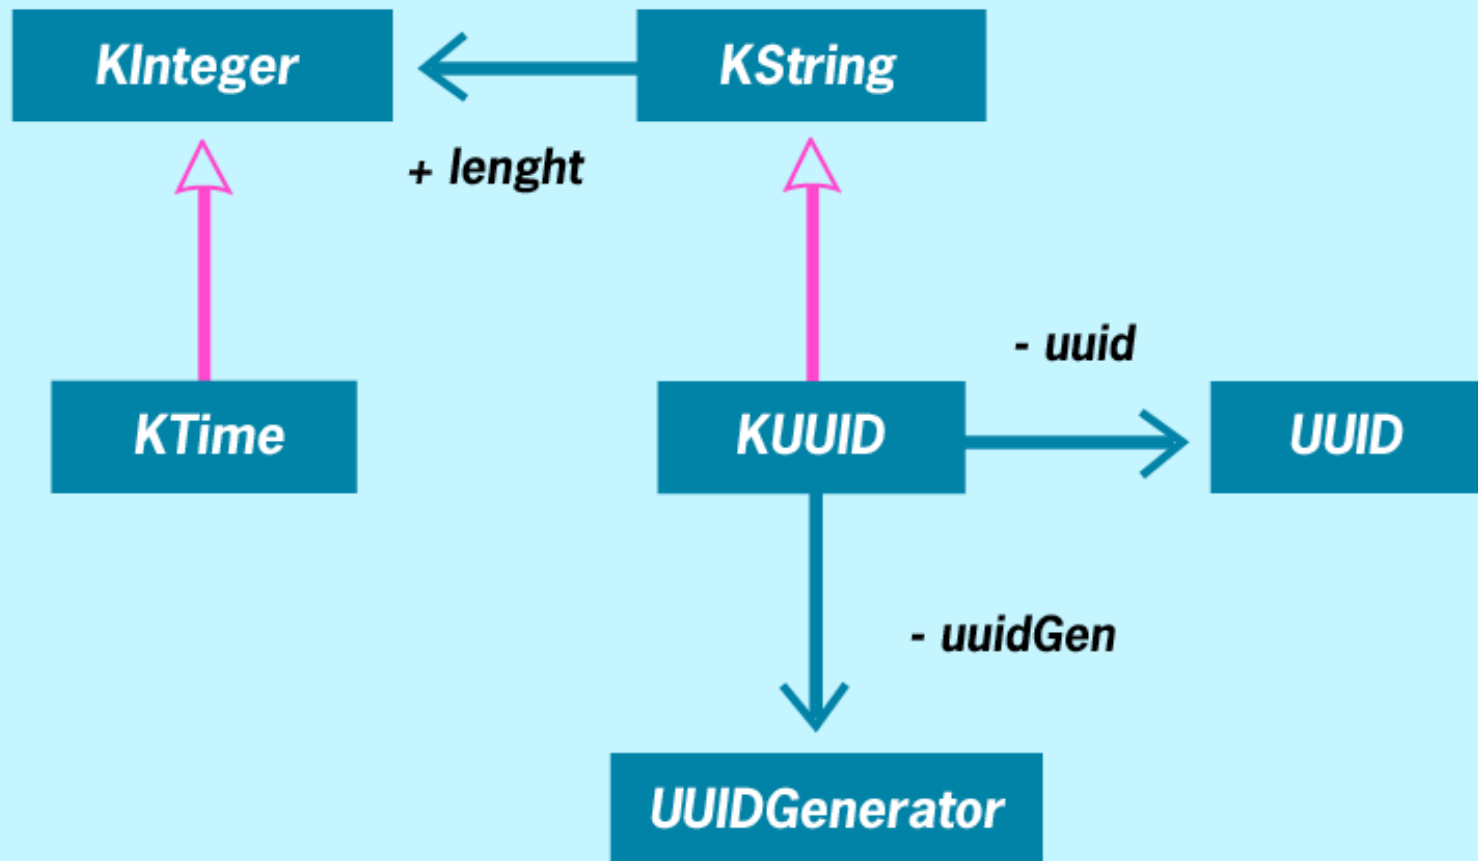 KInteger
KString
+ lenght
- uuid
KTime
KUUID
UUID
- uuidGen
UUIDGenerator